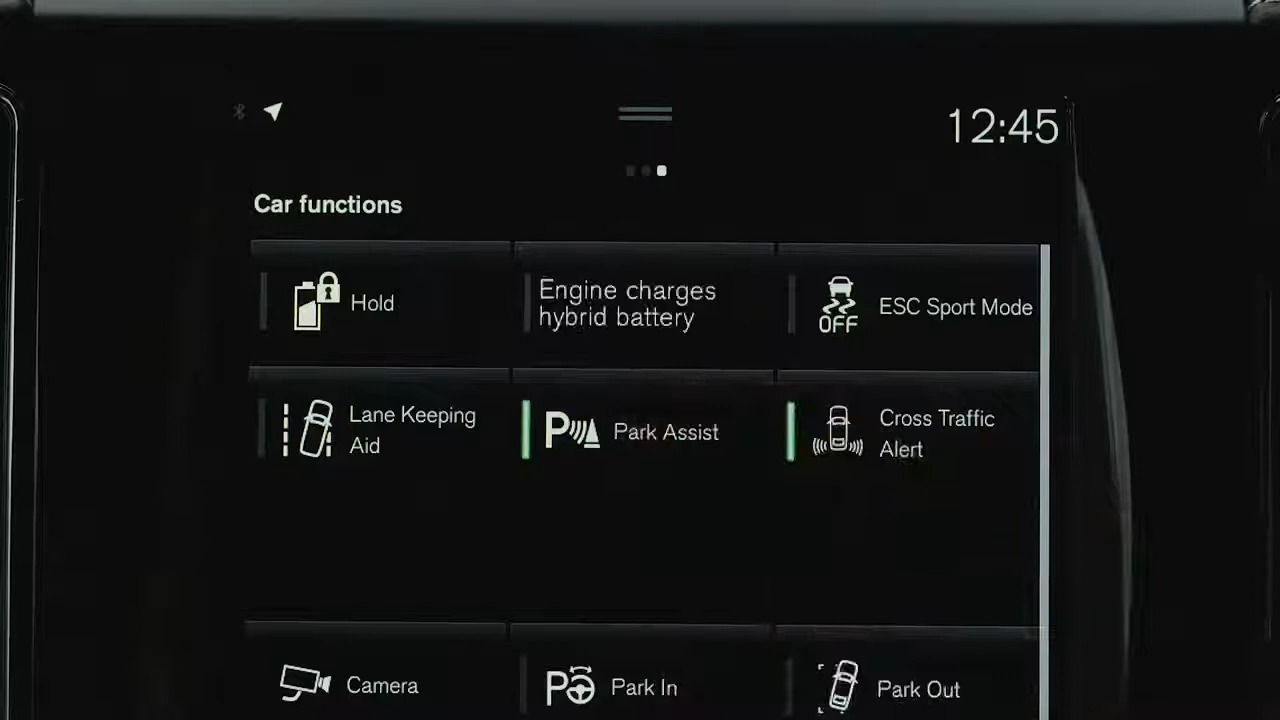 12:45
Car functions
Hold
Engine charges
hybrid battery
OFF
ESC Sport Mode
Lane Keeping
Aid
P
Park Assist
Cross Traffic
Alert
Camera
P
Park In
Park Out